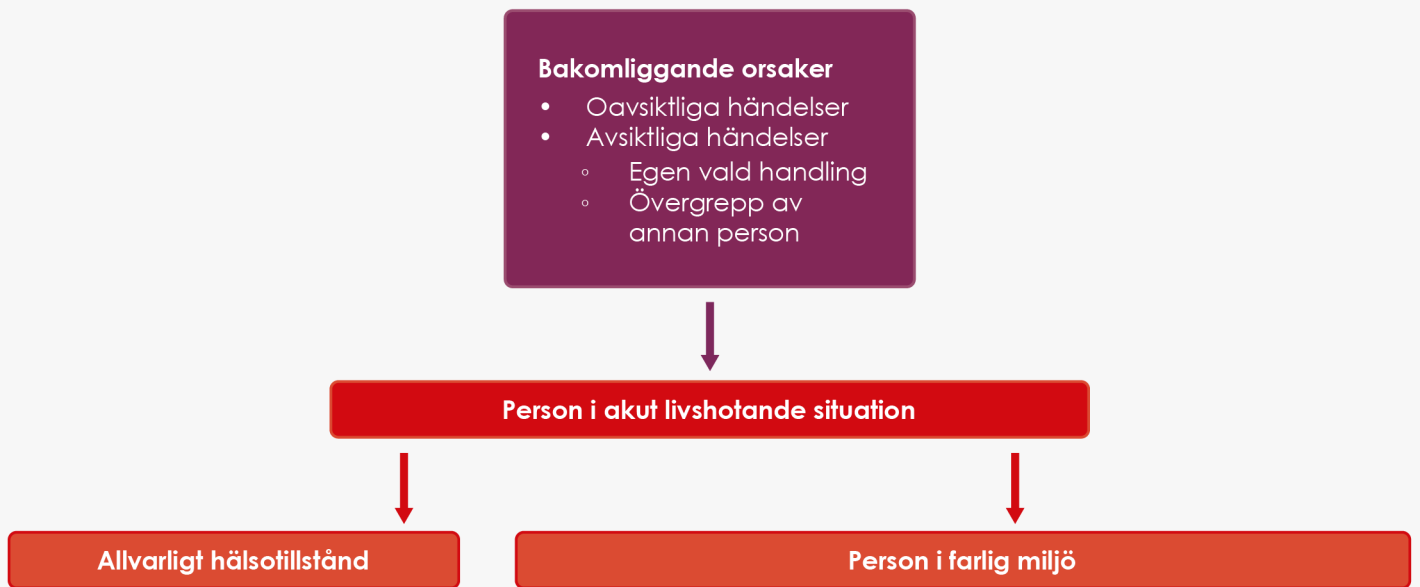 Bakomliggande orsaker
• Oavsiktliga händelser
• Avsiktliga händelser
◦ Egen vald handling
◦ Övergrepp av
annan person
Person i akut livshotande situation
Allvarligt hälsotillstånd
Person i farlig miljö